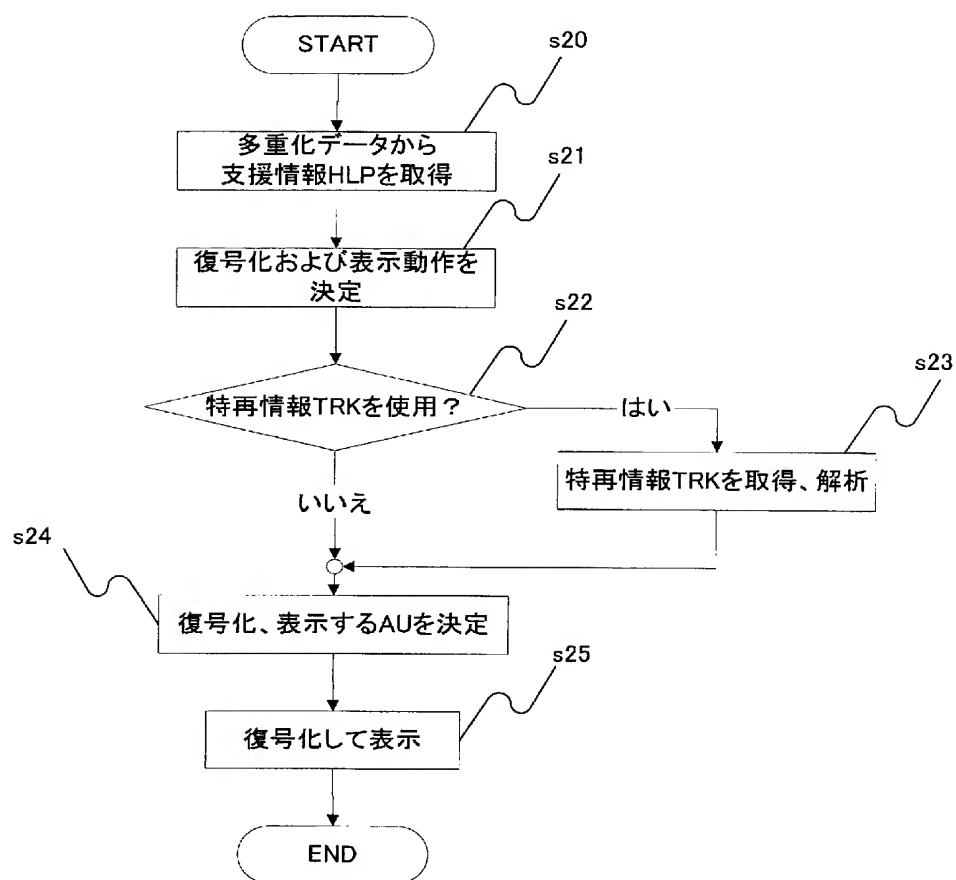 START
s20
多重化データから
支援情報HLPを取得
s21
復号化および表示動作を
決定
s22
特再情報TRKを使用？
はい
s23
特再情報TRKを取得、解析
いいえ
s24
復号化、表示するAUを決定
s25
復号化して表示
END